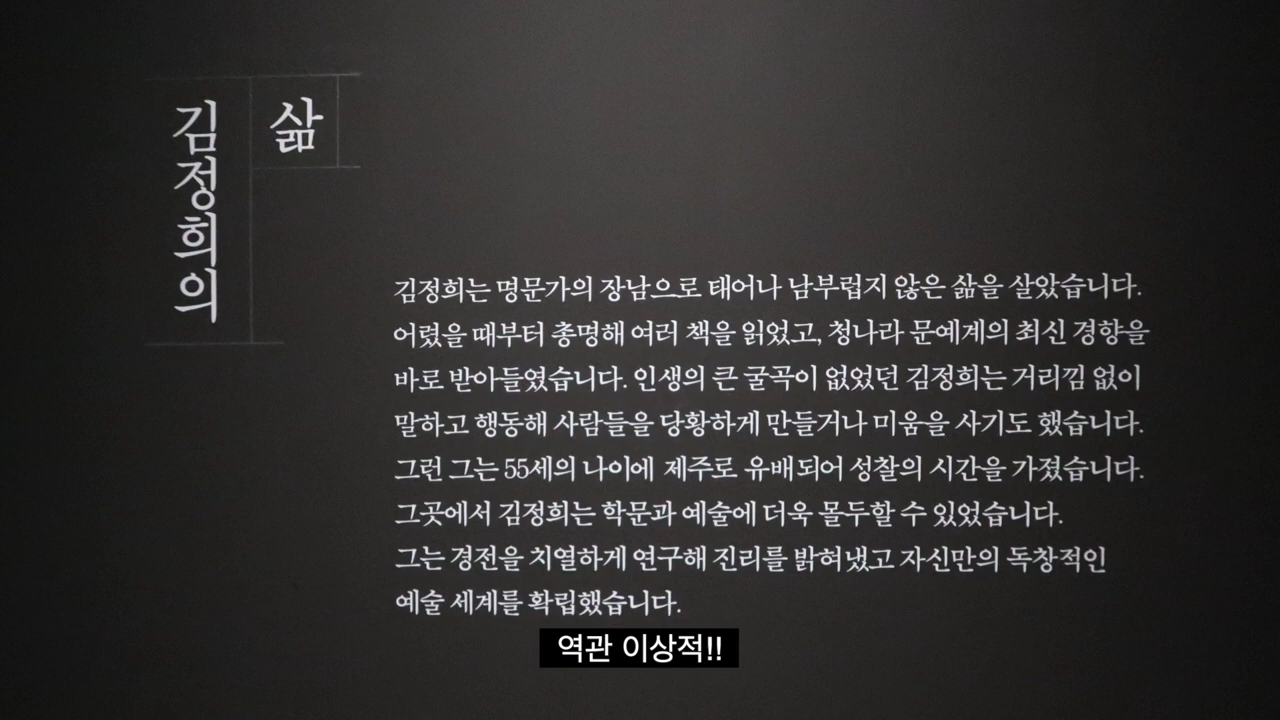 김정희의
삶
김정희는 명문가의 장남으로 태어나 남부럽지 않은 삶을 살았습니다.
어렸을 때부터 총명해 여러 책을 읽었고, 청나라 문예계의 최신 경향을
바로 받아들였습니다. 인생의 큰 굴곡이 없었던 김정희는 거리낌 없이
말하고 행동해 사람들을 당황하게 만들거나 미움을 사기도 했습니다.
그런 그는 55세의 나이에 제주로 유배되어 성찰의 시간을 가졌습니다.
그곳에서 김정희는 학문과 예술에 더욱 몰두할 수 있었습니다.
그는 경전을 치열하게 연구해 진리를 밝혀냈고 자신만의 독창적인
예술 세계를 확립했습니다.
역관 이상적!!